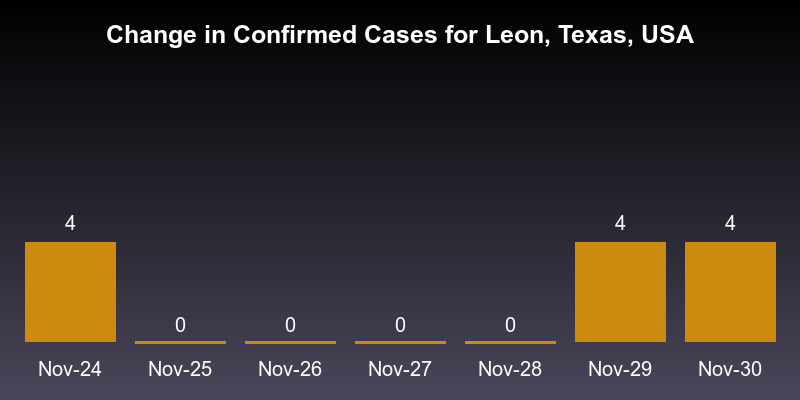 Change in Confirmed Cases for Leon, Texas, USA
4
0
0
0
0
4
4
Nov-24
Nov-25
Nov-26
Nov-27
Nov-28
Nov-29
Nov-30